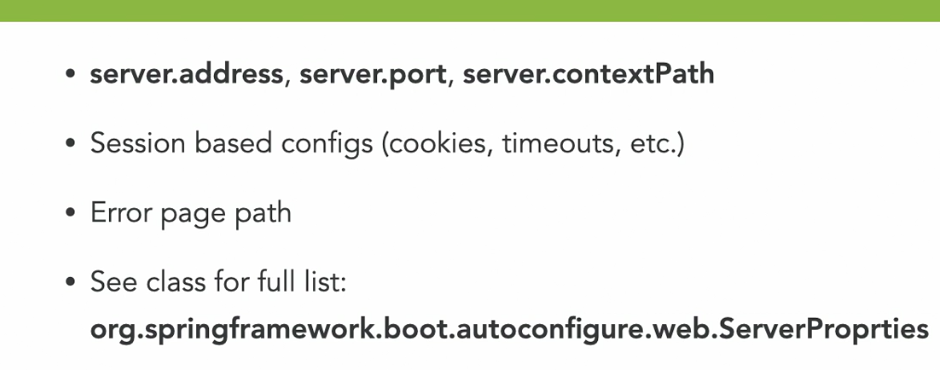 • server.address, server.port, server.contextPath
• Session based configs (cookies, timeouts, etc.)
• Error page path
• See class for full list:
org.springframework.boot.autoconfigure.web.ServerProprties